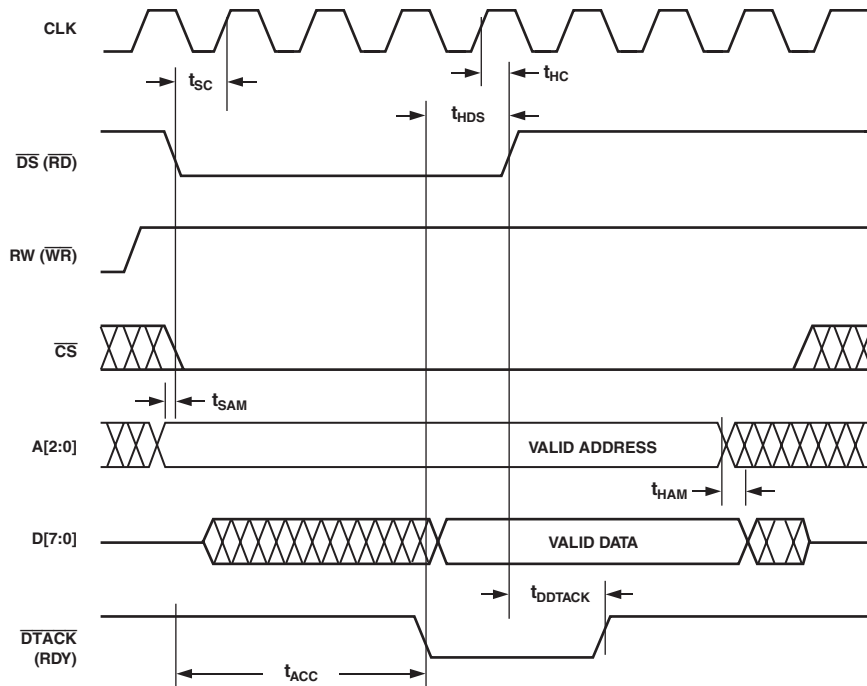 CLK
tSC
tHC
tHDS
DS (RD)
RW (WR)
CS
tSAM
A[2:0]
VALID ADDRESS
tHAM
D[7:0]
VALID DATA
tDDTACK
DTACK
(RDY)
tACC